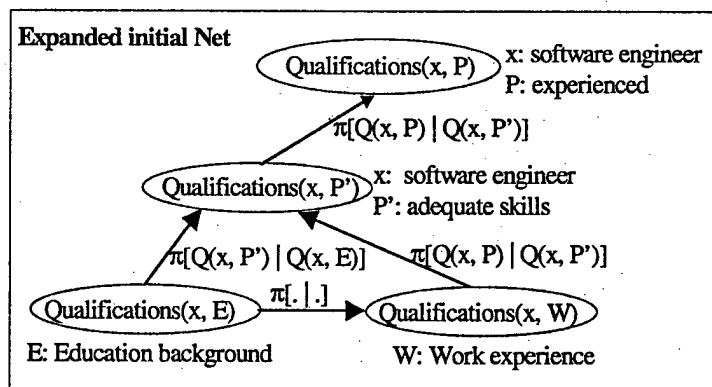 Expanded initial Net
Qualifications(x, P)
x: software engineer
P: experienced
π[Q(x, P) | Q(x, P')]
Qualifications(x, P')
x: software engineer
P': adequate skills
π[Q(x, P') | Q(x, E)]
π[Q(x, P) | Q(x, P')]
π[. | .]
Qualifications(x, E)
Qualifications(x, W)
E: Education background
W: Work experience